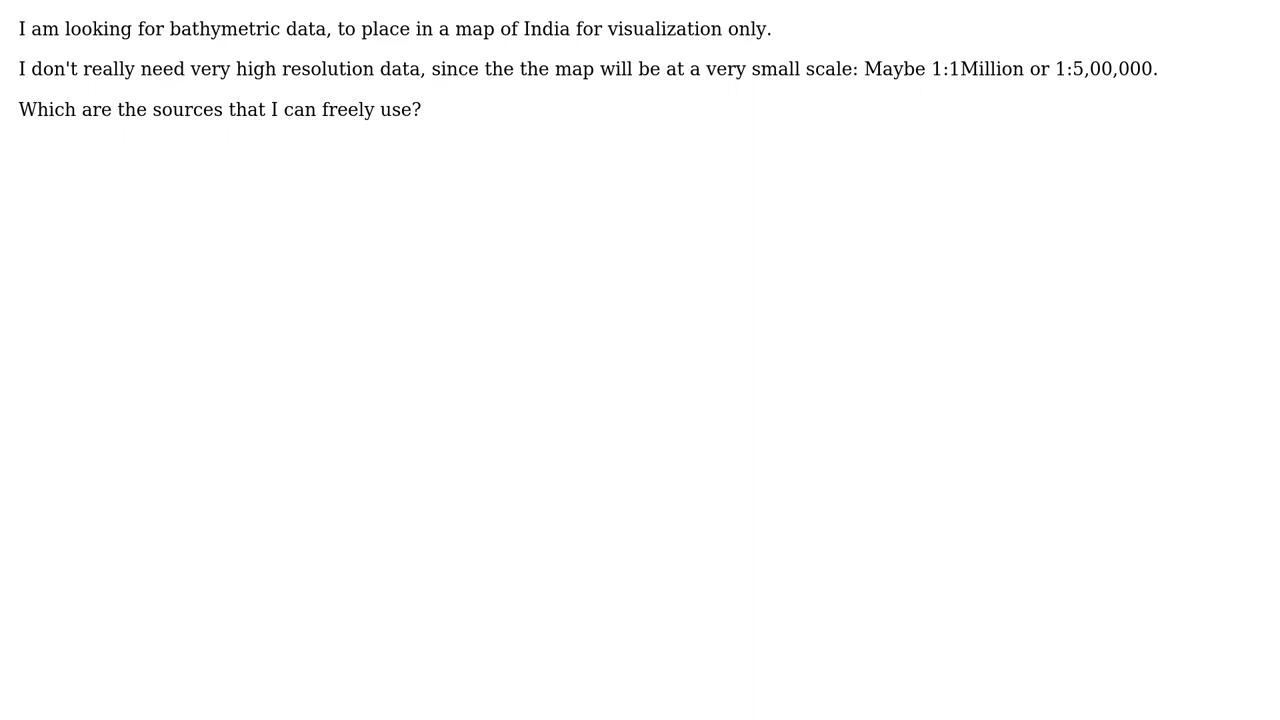 I am looking for bathymetric data, to place in a map of India for visualization only.
I don't really need very high resolution data, since the the map will be at a very small scale: Maybe 1:1Million or 1:5,00,000.
Which are the sources that I can freely use?